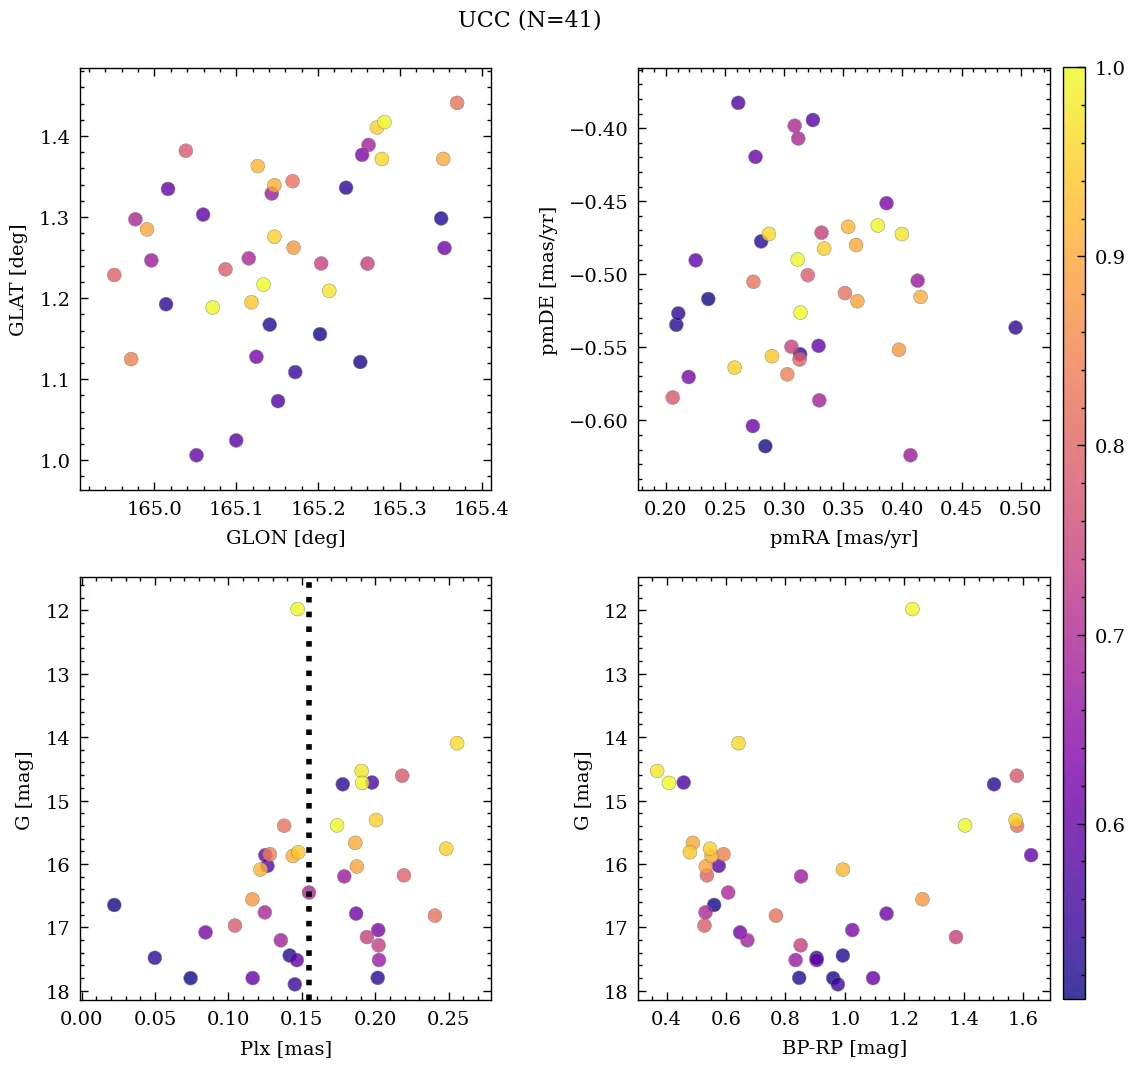 UCC (N=41)
1.4
1.3
1.2
1.1
1.0
GLAT [deg]
165.0 165.1 165.2 165.3 165.4
GLON [deg]
−0.40
−0.45
−0.50
−0.55
−0.60
pmDE [mas/yr]
0.20 0.25 0.30 0.35 0.40 0.45 0.50
pmRA [mas/yr]
12
13
14
15
16
17
18
G [mag]
0.00 0.05 0.10 0.15 0.20 0.25
Plx [mas]
12
13
14
15
16
17
18
G [mag]
0.4 0.6 0.8 1.0 1.2 1.4 1.6
BP-RP [mag]
1.0
0.9
0.8
0.7
0.6